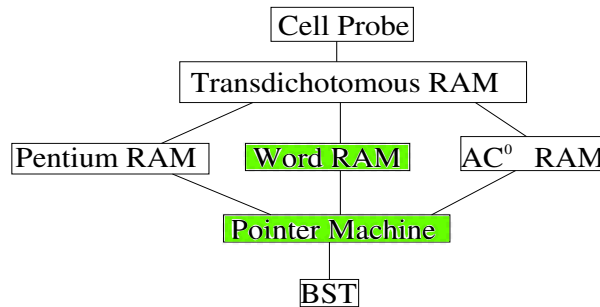 Cell Probe
Transdichotomous RAM
Pentium RAM
Word RAM
AC⁰ RAM
Pointer Machine
BST